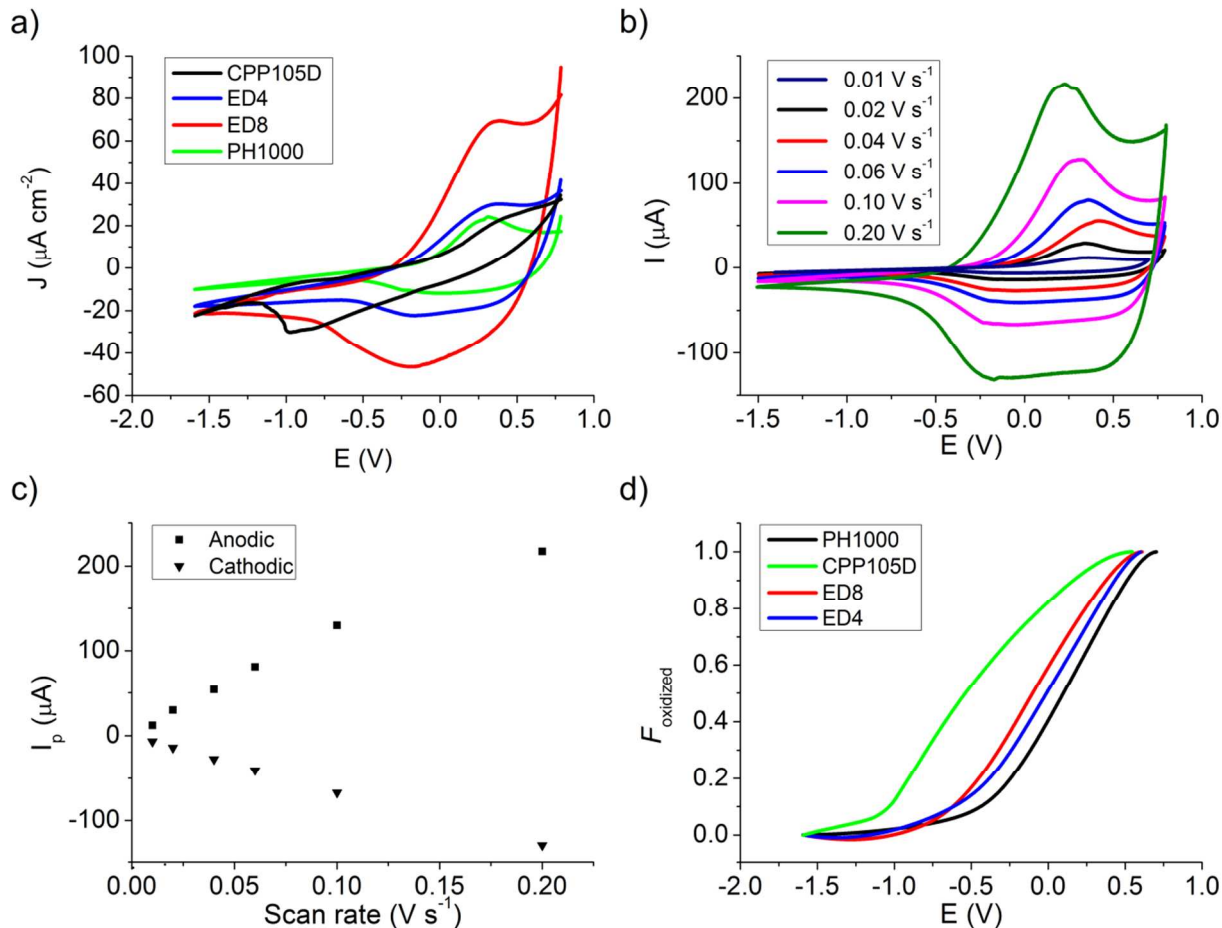 a)
100
80
60
40
20
0
-20
-40
-60
J (µA cm-2)
CPP105D
ED4
ED8
PH1000
-2.0 -1.5 -1.0 -0.5 0.0 0.5 1.0
E (V)
b)
200
100
0
-100
I (µA)
0.01 V s-1
0.02 V s-1
0.04 V s-1
0.06 V s-1
0.10 V s-1
0.20 V s-1
-1.5 -1.0 -0.5 0.0 0.5 1.0
E (V)
c)
200
100
0
-100
Ip (µA)
Anodic
Cathodic
0.00 0.05 0.10 0.15 0.20
Scan rate (V s-1)
d)
1.0
0.8
0.6
0.4
0.2
0.0
Foxidized
PH1000
CPP105D
ED8
ED4
-2.0 -1.5 -1.0 -0.5 0.0 0.5 1.0
E (V)